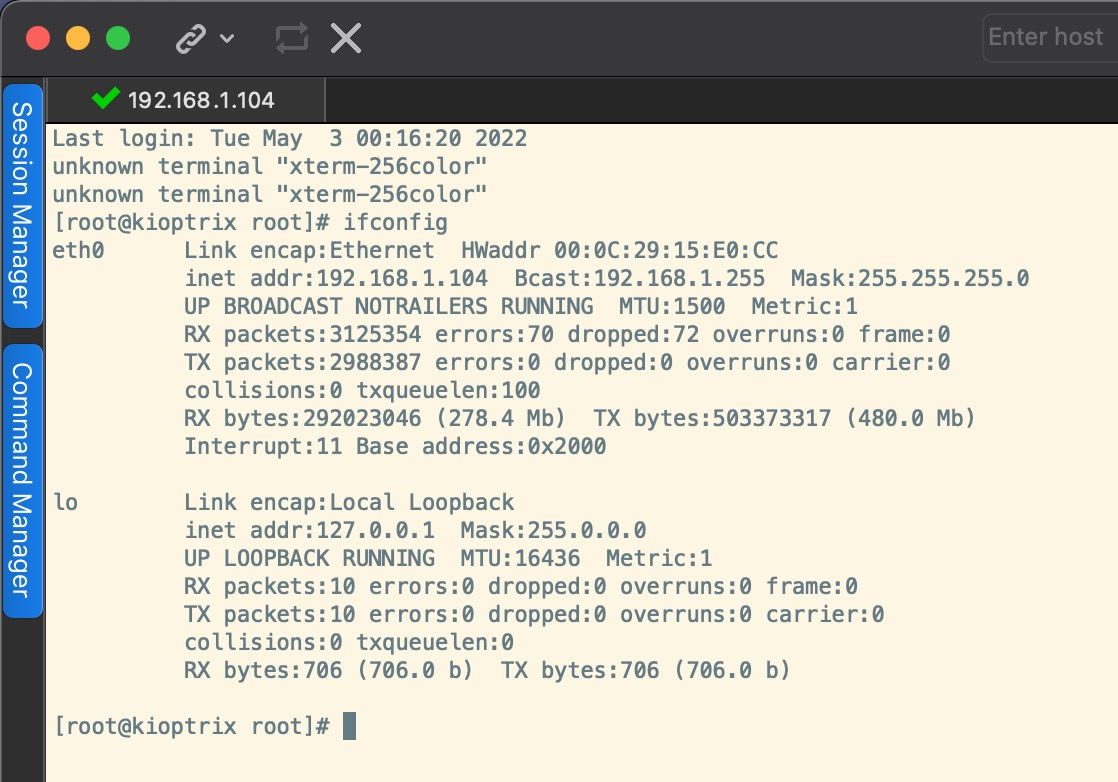 Enter host
192.168.1.104
Session Manager
Command Manager
Last login: Tue May  3 00:16:20 2022
unknown terminal "xterm-256color"
unknown terminal "xterm-256color"
[root@kioptrix root]# ifconfig
eth0      Link encap:Ethernet  HWaddr 00:0C:29:15:E0:CC
          inet addr:192.168.1.104  Bcast:192.168.1.255  Mask:255.255.255.0
          UP BROADCAST NOTRAILERS RUNNING  MTU:1500  Metric:1
          RX packets:3125354 errors:70 dropped:72 overruns:0 frame:0
          TX packets:2988387 errors:0 dropped:0 overruns:0 carrier:0
          collisions:0 txqueuelen:100
          RX bytes:292023046 (278.4 Mb)  TX bytes:503373317 (480.0 Mb)
          Interrupt:11 Base address:0x2000
lo        Link encap:Local Loopback
          inet addr:127.0.0.1  Mask:255.0.0.0
          UP LOOPBACK RUNNING  MTU:16436  Metric:1
          RX packets:10 errors:0 dropped:0 overruns:0 frame:0
          TX packets:10 errors:0 dropped:0 overruns:0 carrier:0
          collisions:0 txqueuelen:0
          RX bytes:706 (706.0 b)  TX bytes:706 (706.0 b)
[root@kioptrix root]#